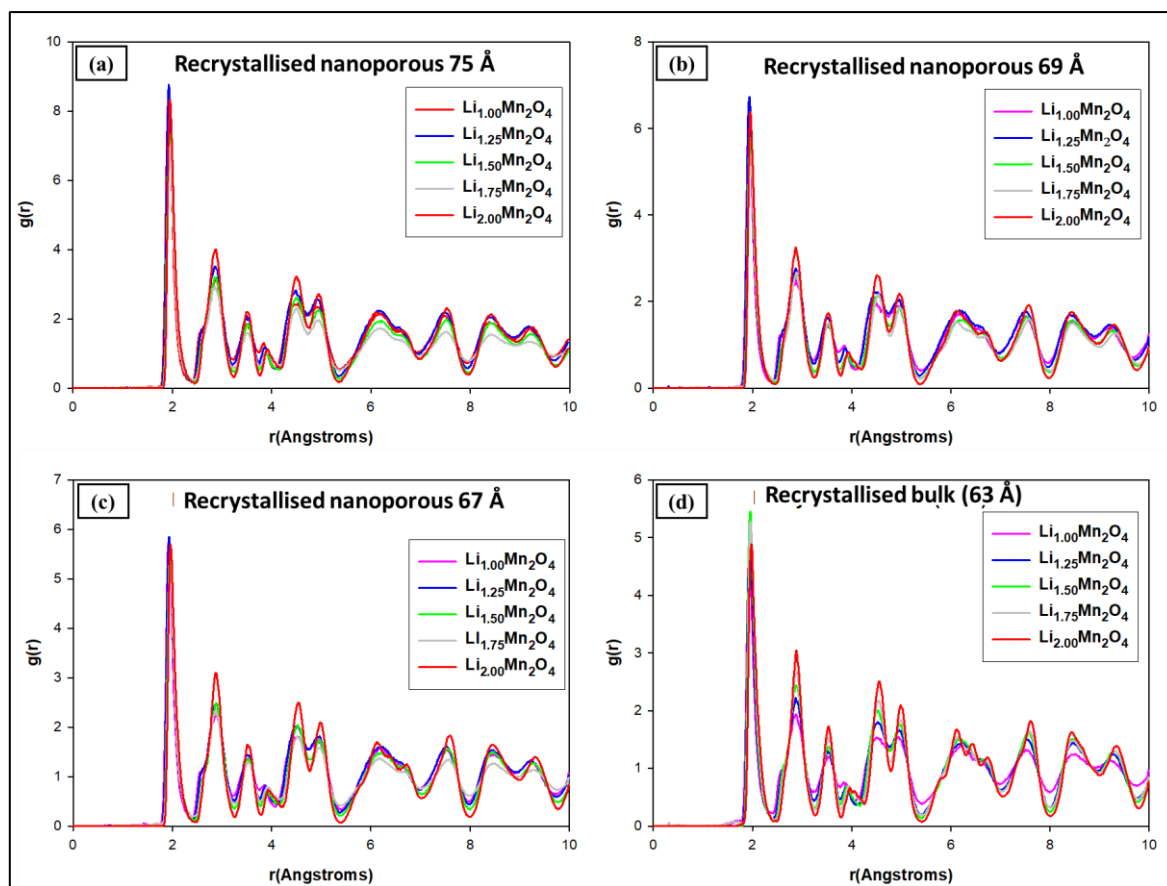 (a)
Recrystallised nanoporous 75 Å
Li1.00Mn2O4
Li1.25Mn2O4
Li1.50Mn2O4
Li1.75Mn2O4
Li2.00Mn2O4
g(r)
10
8
6
4
2
0
0 2 4 6 8 10
r(Angstroms)
(b)
Recrystallised nanoporous 69 Å
Li1.00Mn2O4
Li1.25Mn2O4
Li1.50Mn2O4
Li1.75Mn2O4
Li2.00Mn2O4
g(r)
8
6
4
2
0
0 2 4 6 8 10
r(Angstroms)
(c)
Recrystallised nanoporous 67 Å
Li1.00Mn2O4
Li1.25Mn2O4
Li1.50Mn2O4
LI1.75Mn2O4
Li2.00Mn2O4
g(r)
7
6
5
4
3
2
1
0
0 2 4 6 8 10
r(Angstroms)
(d)
Recrystallised bulk (63 Å)
Li1.00Mn2O4
Li1.25Mn2O4
Li1.50Mn2O4
Li1.75Mn2O4
Li2.00Mn2O4
g(r)
6
5
4
3
2
1
0
0 2 4 6 8 10
r(Angstroms)